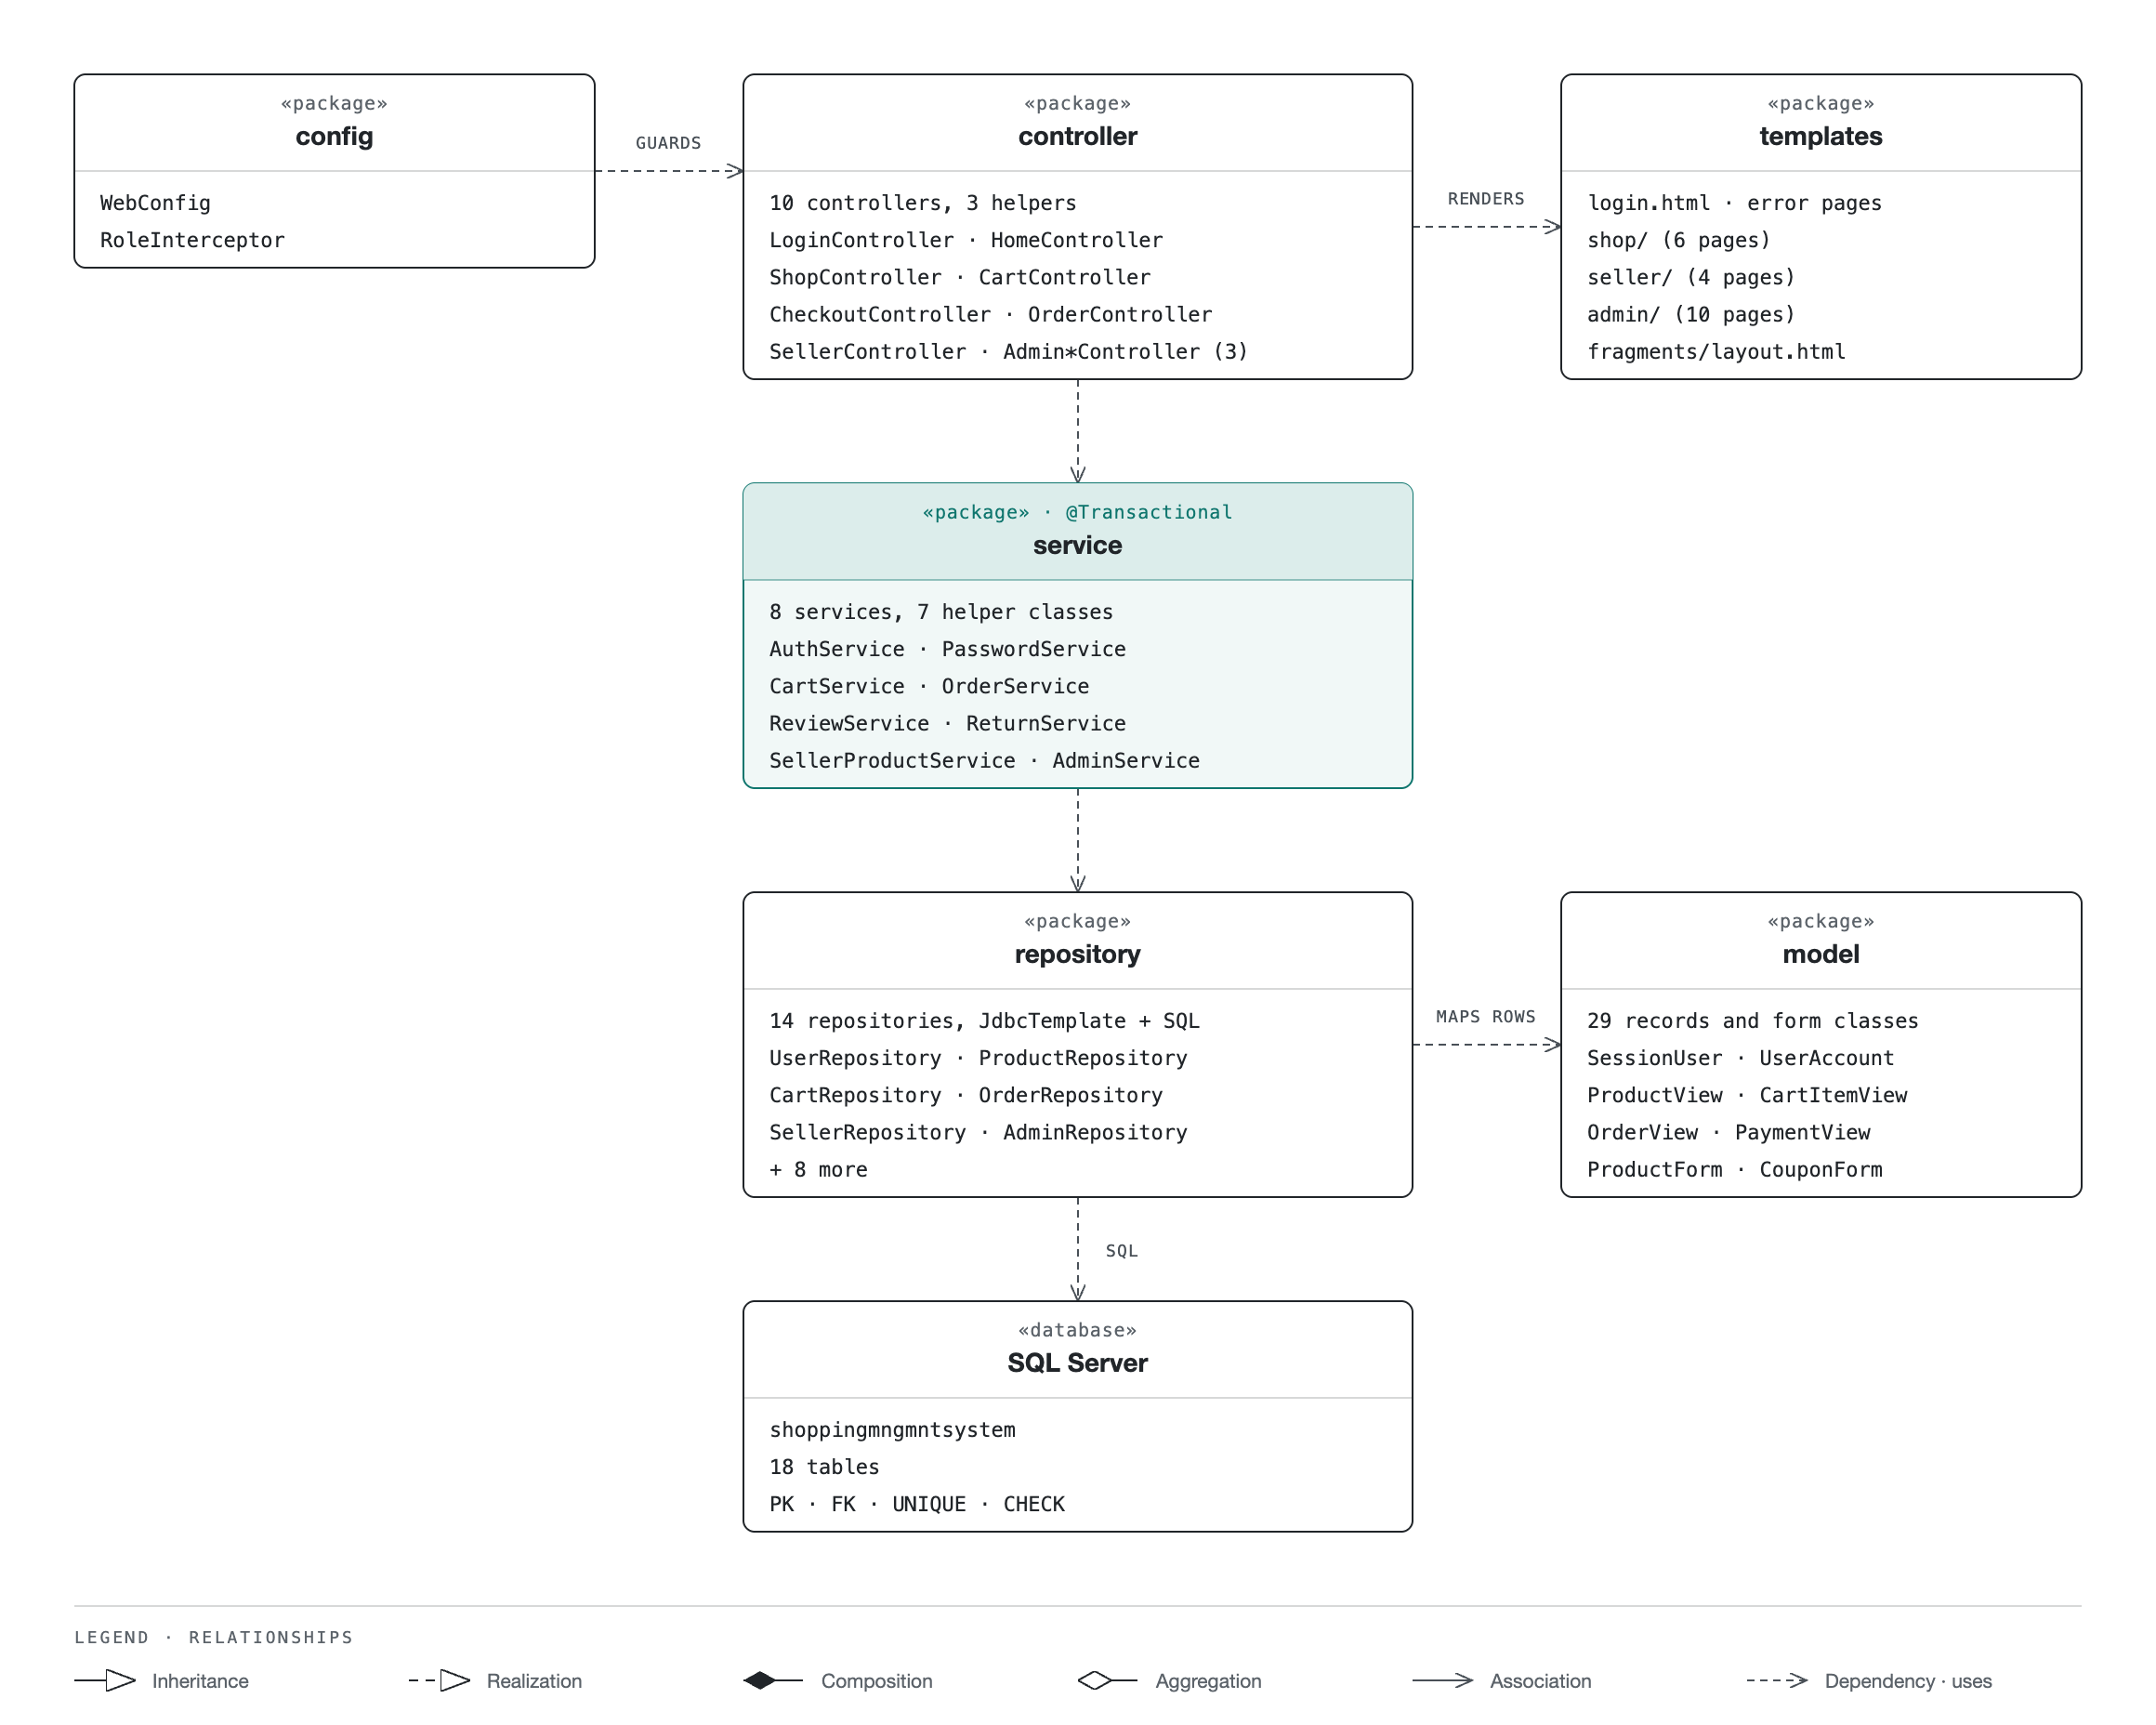 «package»
config
WebConfig
RoleInterceptor
GUARDS
«package»
controller
10 controllers, 3 helpers
LoginController · HomeController
ShopController · CartController
CheckoutController · OrderController
SellerController · Admin*Controller (3)
RENDERS
«package»
templates
login.html · error pages
shop/ (6 pages)
seller/ (4 pages)
admin/ (10 pages)
fragments/layout.html
«package» · @Transactional
service
8 services, 7 helper classes
AuthService · PasswordService
CartService · OrderService
ReviewService · ReturnService
SellerProductService · AdminService
«package»
repository
14 repositories, JdbcTemplate + SQL
UserRepository · ProductRepository
CartRepository · OrderRepository
SellerRepository · AdminRepository
+ 8 more
MAPS ROWS
«package»
model
29 records and form classes
SessionUser · UserAccount
ProductView · CartItemView
OrderView · PaymentView
ProductForm · CouponForm
SQL
«database»
SQL Server
shoppingmngmntsystem
18 tables
PK · FK · UNIQUE · CHECK
LEGEND · RELATIONSHIPS
Inheritance
Realization
Composition
Aggregation
Association
Dependency · uses